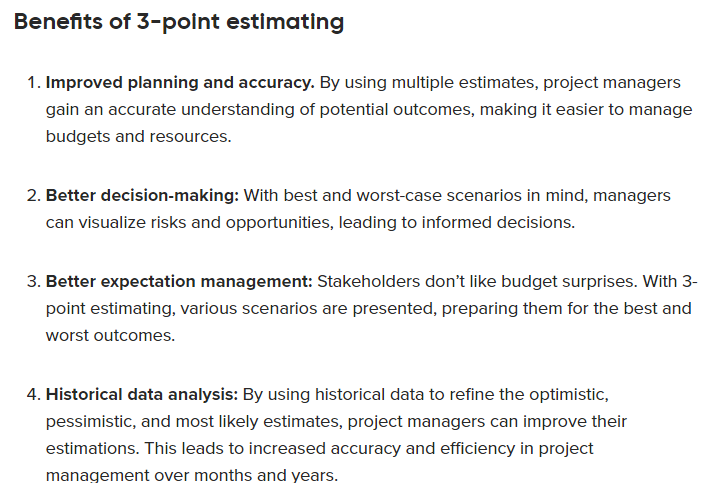 Benefits of 3-point estimating
1. Improved planning and accuracy. By using multiple estimates, project managers
gain an accurate understanding of potential outcomes, making it easier to manage
budgets and resources.
2. Better decision-making: With best and worst-case scenarios in mind, managers
can visualize risks and opportunities, leading to informed decisions.
3. Better expectation management: Stakeholders don’t like budget surprises. With 3-
point estimating, various scenarios are presented, preparing them for the best and
worst outcomes.
4. Historical data analysis: By using historical data to refine the optimistic,
pessimistic, and most likely estimates, project managers can improve their
estimations. This leads to increased accuracy and efficiency in project
management over months and years.